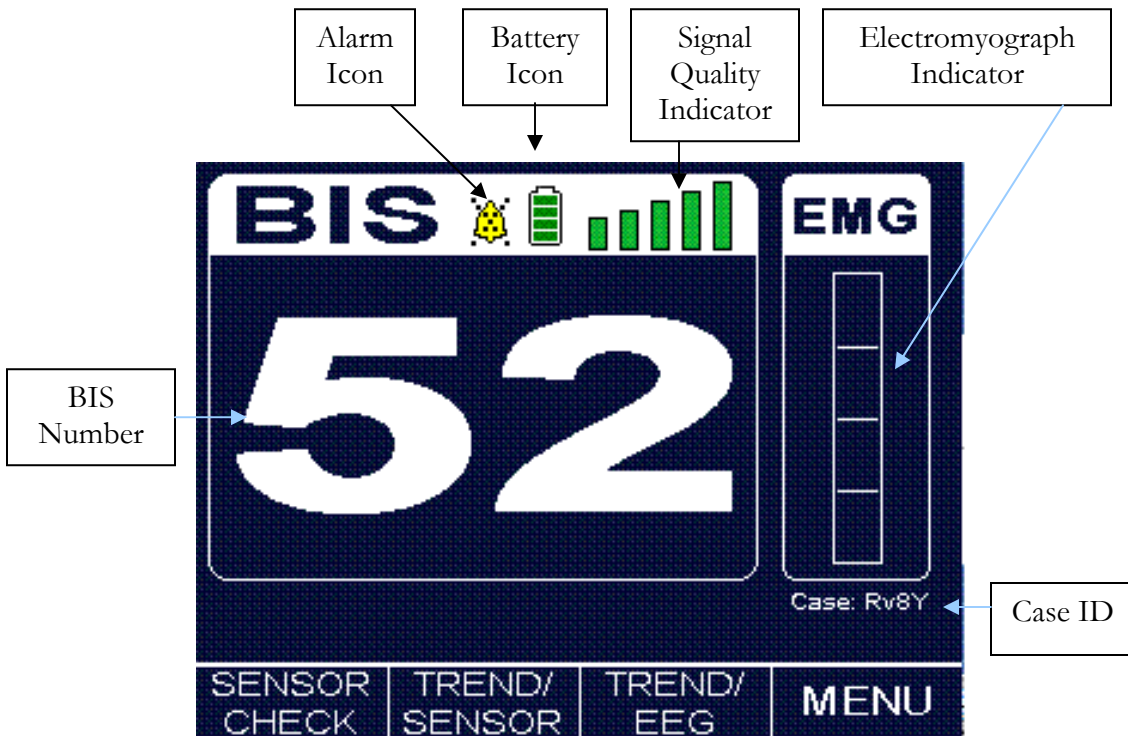 Alarm
Icon
Battery
Icon
Signal
Quality
Indicator
Electromyograph
Indicator
BIS
EMG
52
BIS
Number
Case: Rv8Y
Case ID
SENSOR
CHECK
TREND/
SENSOR
TREND/
EEG
MENU